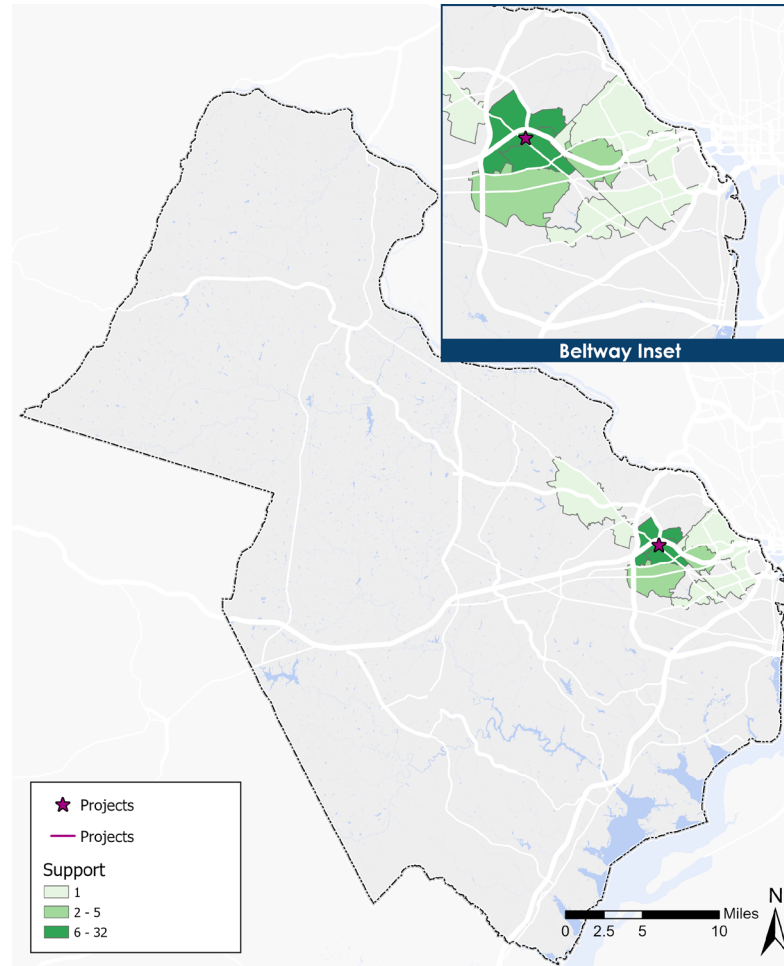 Beltway Inset
Projects
Projects
Support
1
2 - 5
6 - 32
N
Miles
0 2.5 5 10